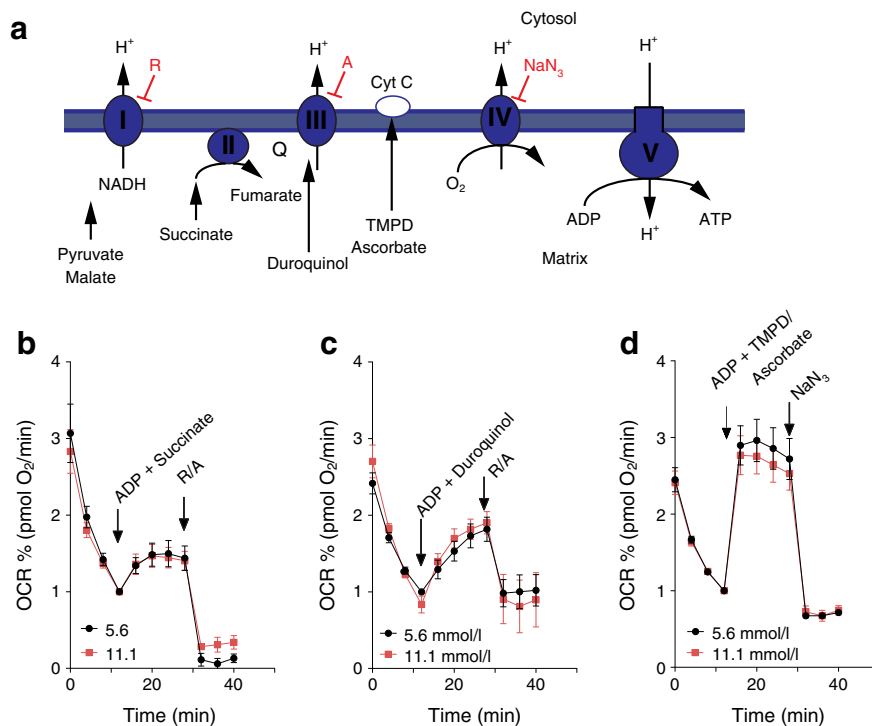 a
Cytosol
H+ H+ H+ H+
R A Cyt C NaN3
I II III IV V
Q
NADH
Fumarate
O2
Succinate
TMPD
Ascorbate
ADP ATP
H+
Pyruvate
Malate
Duroquinol
Matrix
b
OCR % (pmol O2/min)
4
3
2
1
0
ADP + Succinate
R/A
5.6
11.1
0 20 40
Time (min)
c
OCR % (pmol O2/min)
4
3
2
1
0
ADP + Duroquinol
R/A
5.6 mmol/l
11.1 mmol/l
0 20 40
Time (min)
d
OCR % (pmol O2/min)
4
3
2
1
0
ADP + TMPD/
Ascorbate
NaN3
5.6 mmol/l
11.1 mmol/l
0 20 40
Time (min)